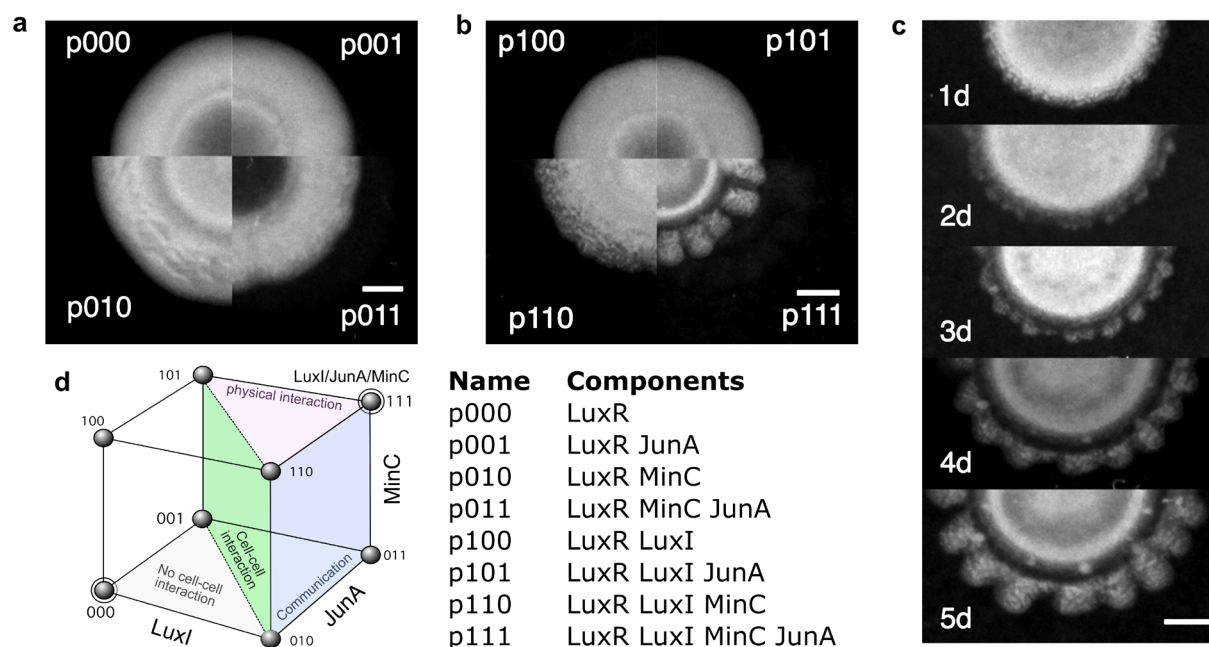 a
p000
p001
p010
p011
b
p100
p101
p110
p111
c
1d
2d
3d
4d
5d
d
101
LuxI/JunA/MinC
physical interaction
111
100
110
MinC
001
Cell-cell
interaction
011
No cell-cell
interaction
Communication
000
LuxI
010
JunA
Name Components
p000 LuxR
p001 LuxR JunA
p010 LuxR MinC
p011 LuxR MinC JunA
p100 LuxR LuxI
p101 LuxR LuxI JunA
p110 LuxR LuxI MinC
p111 LuxR LuxI MinC JunA